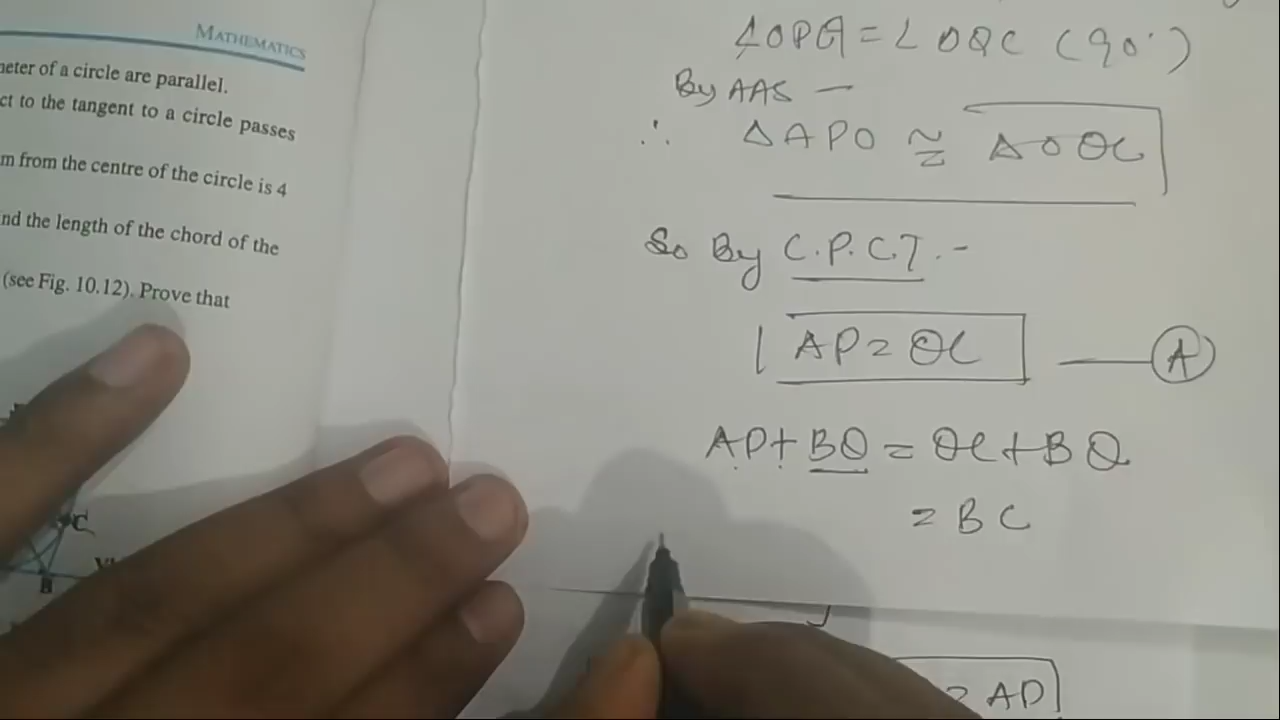 MATHEMATICS
neter of a circle are parallel.
ct to the tangent to a circle passes
m from the centre of the circle is 4
nd the length of the chord of the
(see Fig. 10.12). Prove that
C
B
∠OPA = ∠OQC (90°)
By AAS —
∴ ΔAPO ≅ ΔOQC
So By C.P.C.T. -
AP = QC — A
AP + BQ = QC + BQ
= BC
= AD